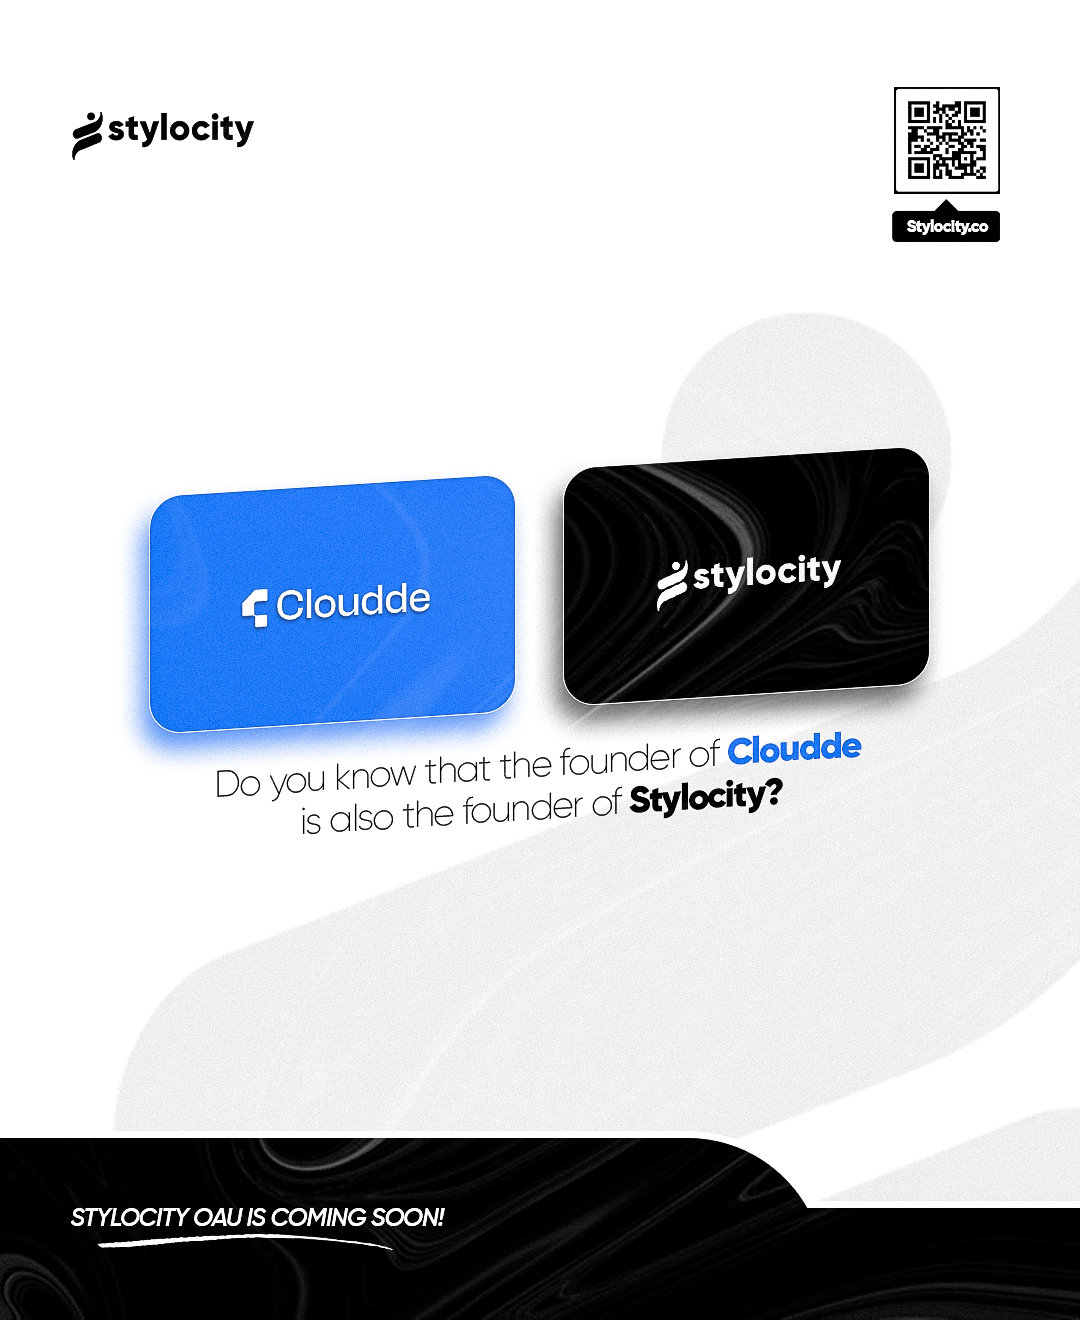 stylocity
Stylocity.co
Cloudde
stylocity
Do you know that the founder of Cloudde
is also the founder of Stylocity?
STYLOCITY OAU IS COMING SOON!